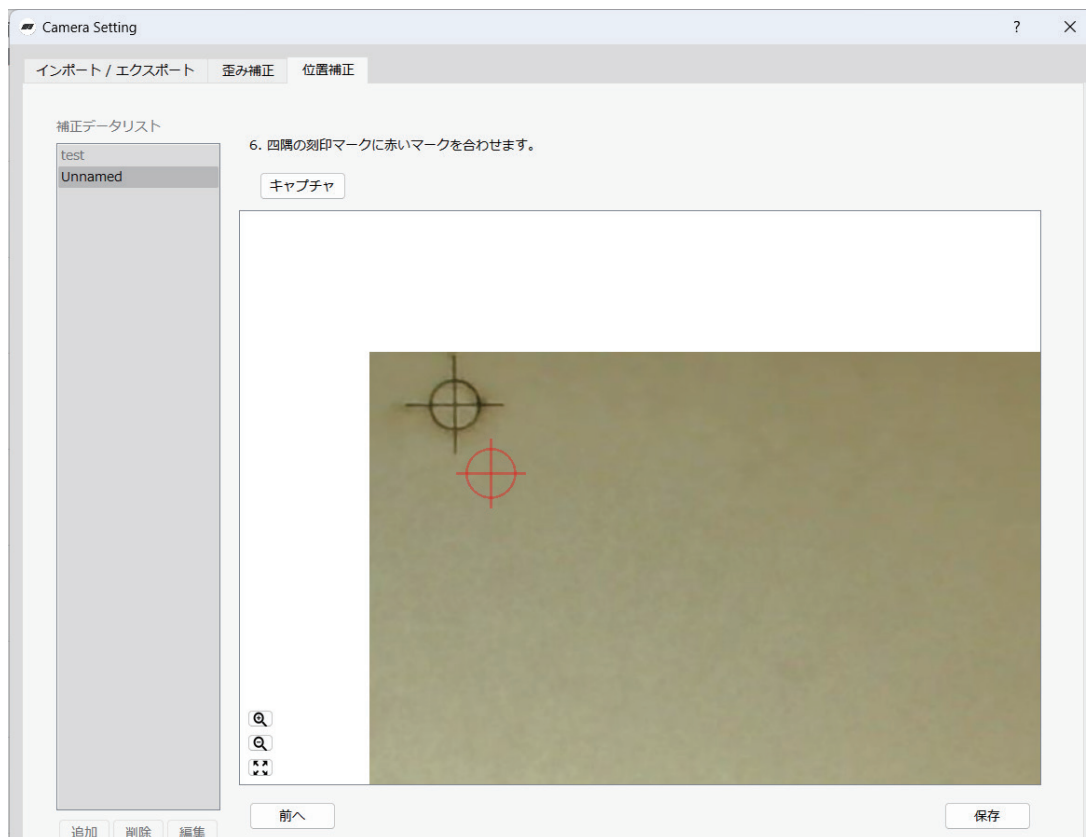 Camera Setting
?
インポート / エクスポート
歪み補正
位置補正
補正データリスト
test
Unnamed
6. 四隅の刻印マークに赤いマークを合わせます。
キャプチャ
前へ
保存
追加
削除
編集